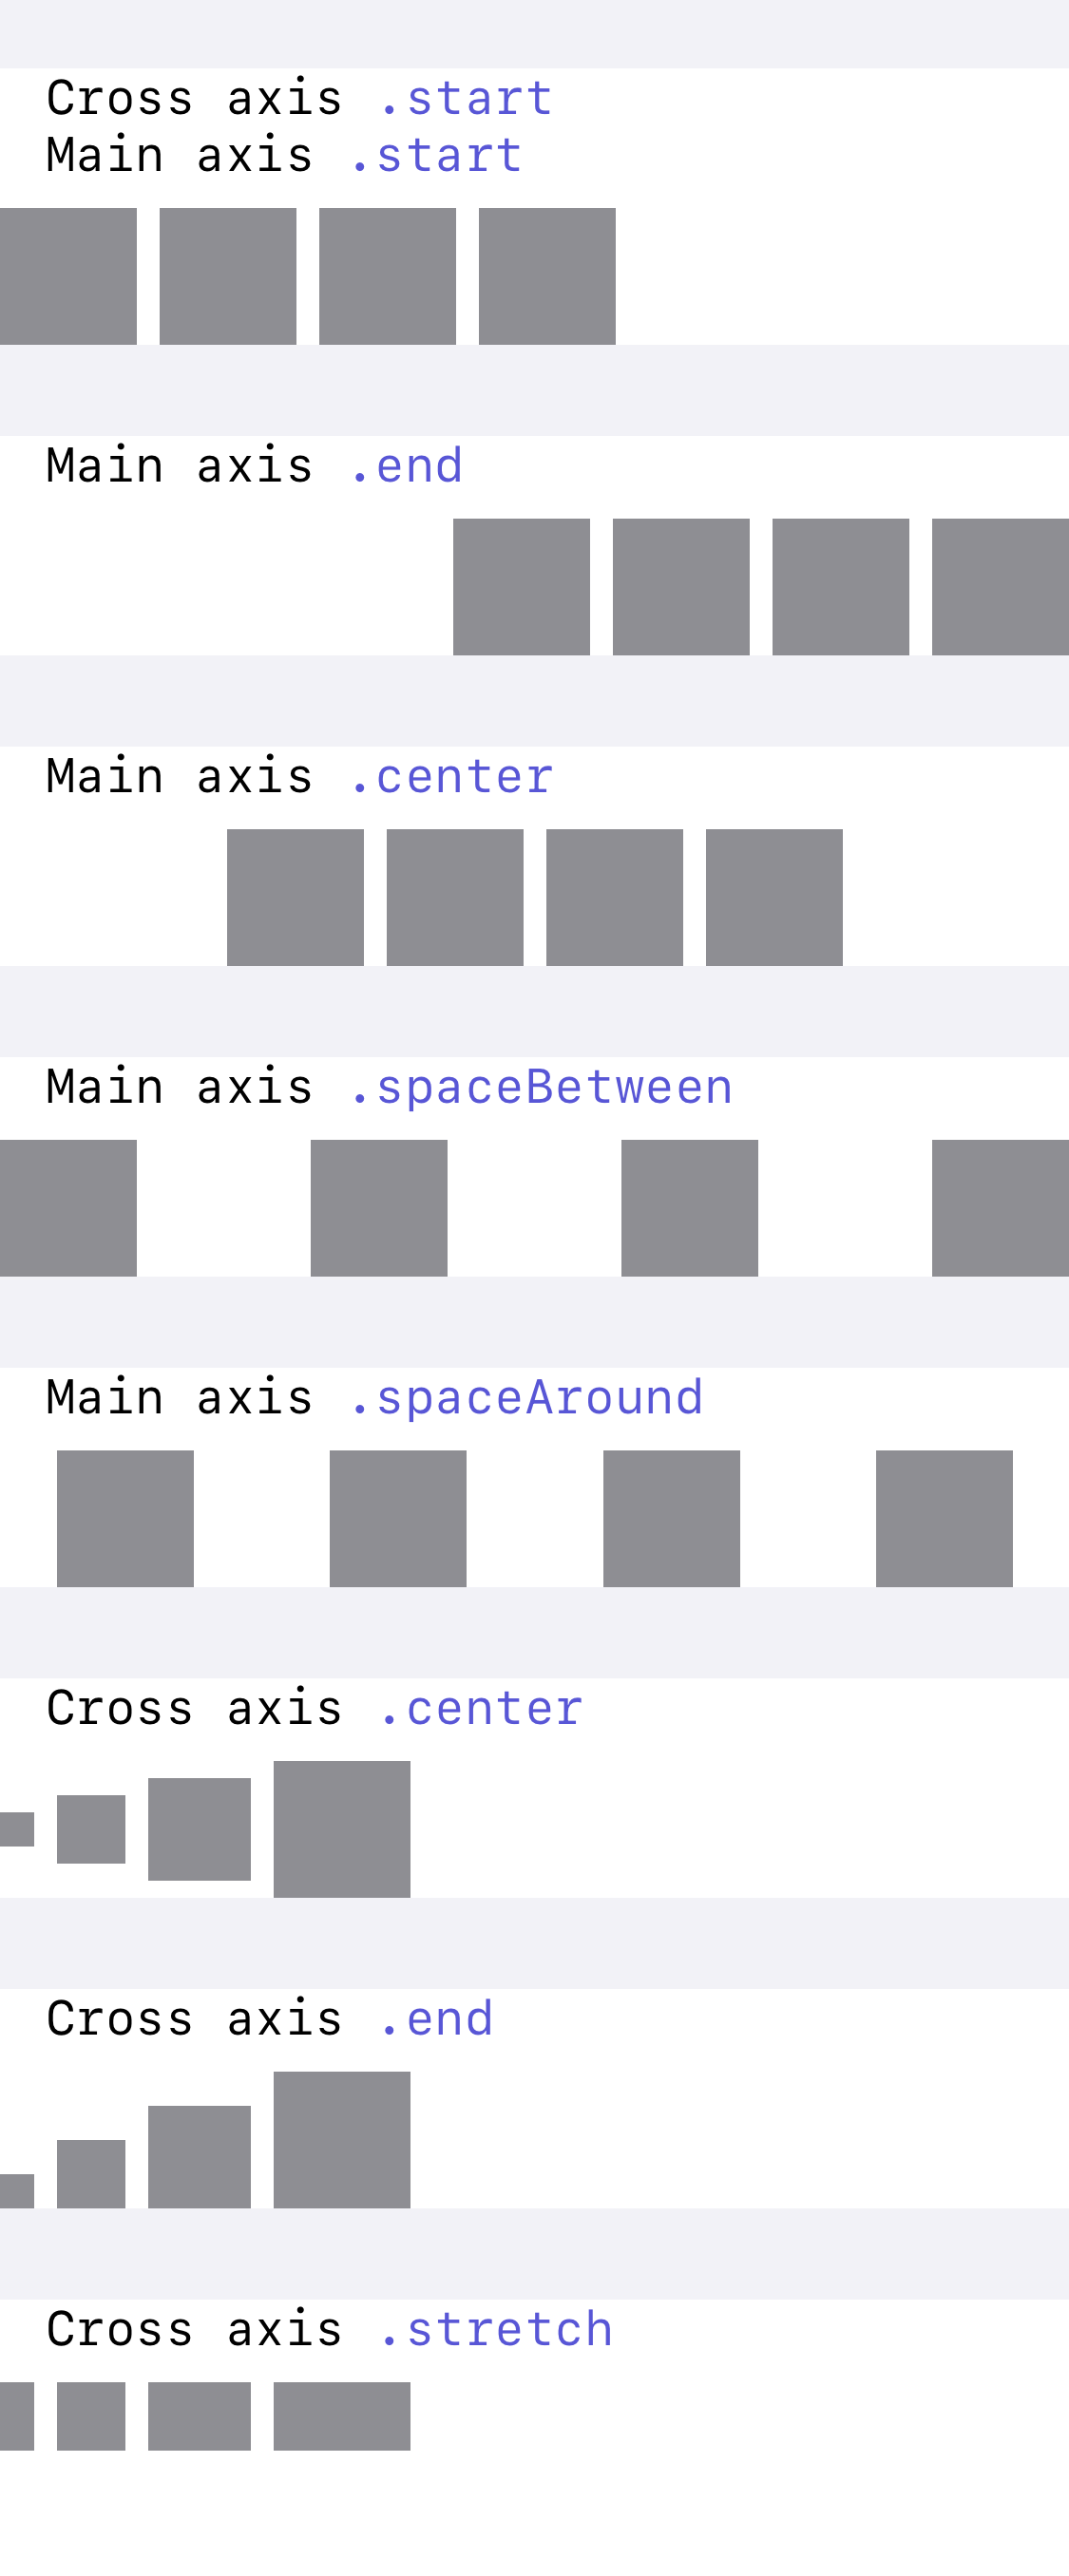 Cross axis .start
Main axis .start
Main axis .end
Main axis .center
Main axis .spaceBetween
Main axis .spaceAround
Cross axis .center
Cross axis .end
Cross axis .stretch